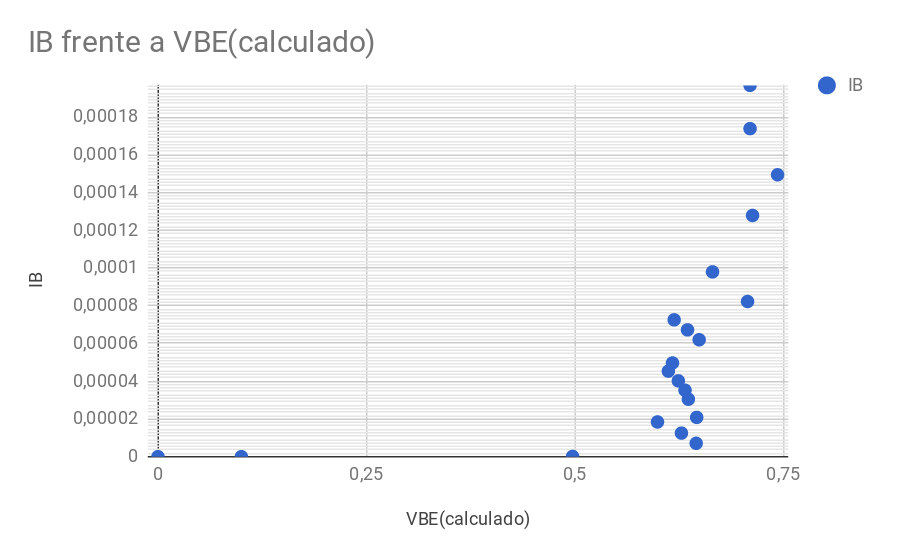 IB frente a VBE(calculado)
IB
0,00018
0,00016
0,00014
0,00012
0,0001
0,00008
0,00006
0,00004
0,00002
0
IB
0 0,25 0,5 0,75
VBE(calculado)